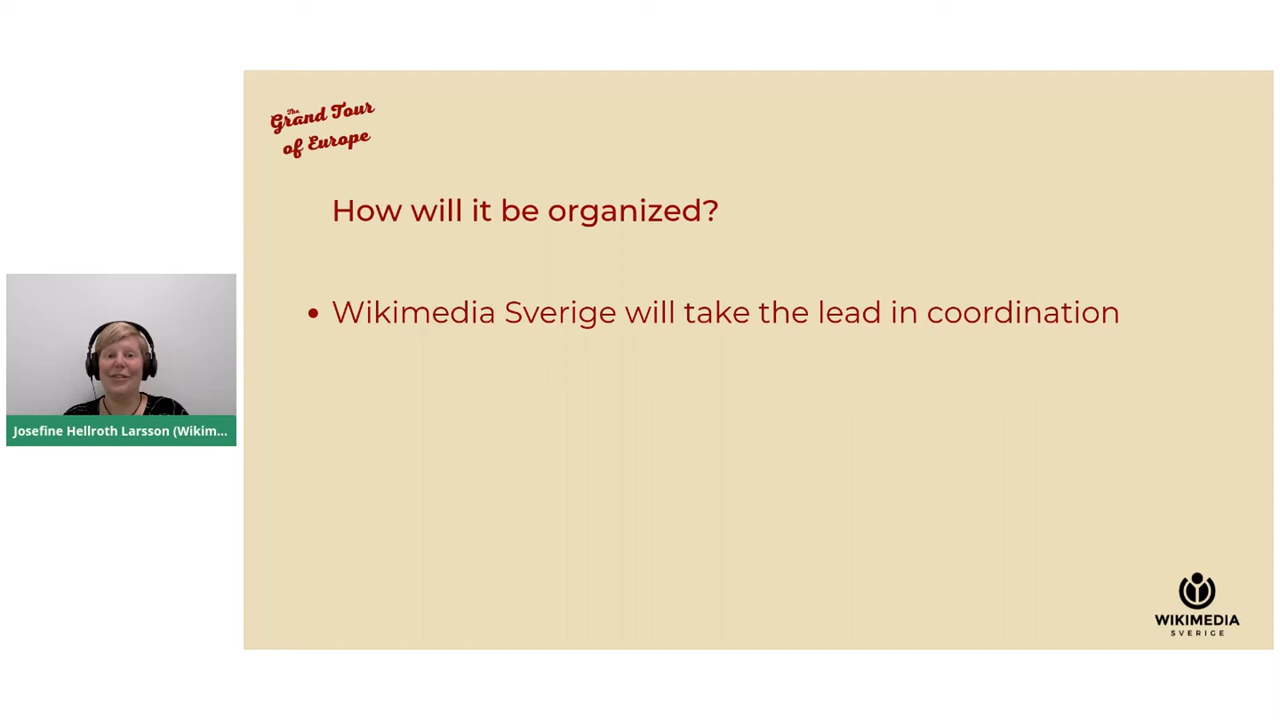 The
Grand Tour
of Europe
How will it be organized?
• Wikimedia Sverige will take the lead in coordination
Josefine Hellroth Larsson (Wikim...
WIKIMEDIA
SVERIGE